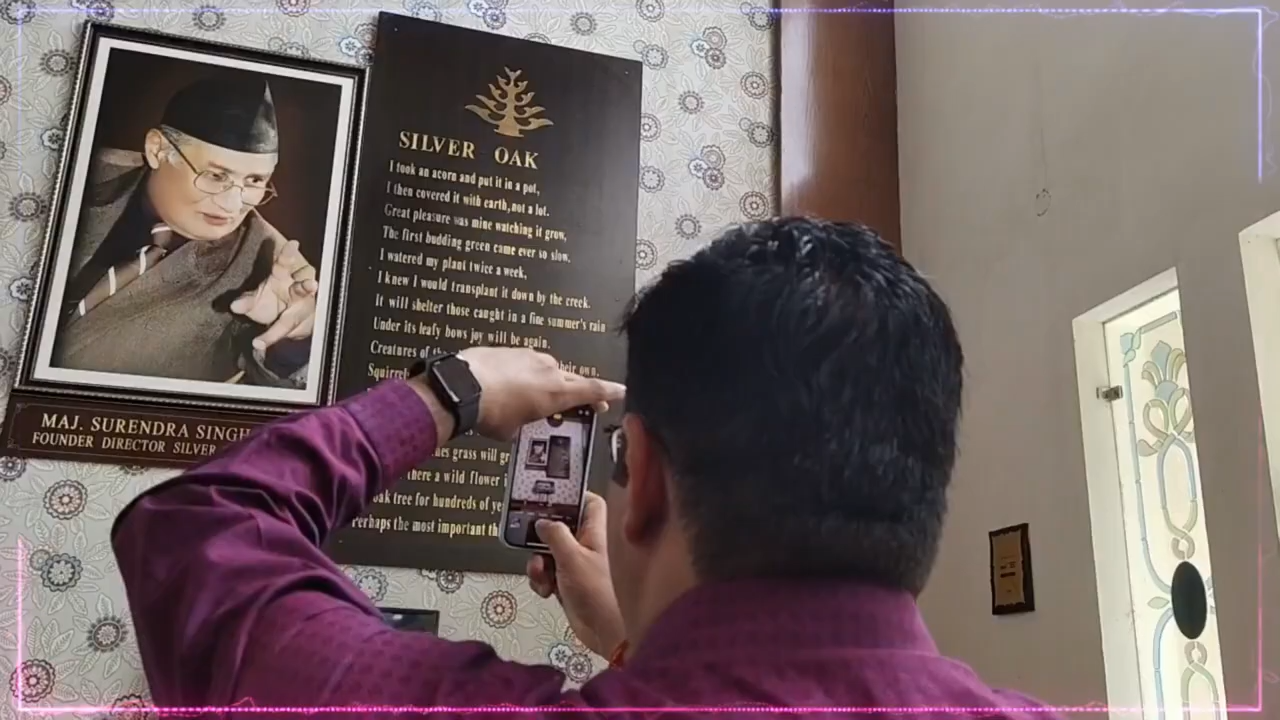 SILVER OAK
I took an acorn and put it in a pot,
I then covered it with earth,not a lot.
Great pleasure was mine watching it grow,
The first budding green came ever so slow.
I watered my plant twice a week,
I knew I would transplant it down by the creek.
It will shelter those caught in a fine summer's rain
Under its leafy bows joy will be again.
Creatures of their own.
grass will
there a wild flower
oak tree for hundreds of
Perhaps the most important
MAJ. SURENDRA SINGH
FOUNDER DIRECTOR SILVER